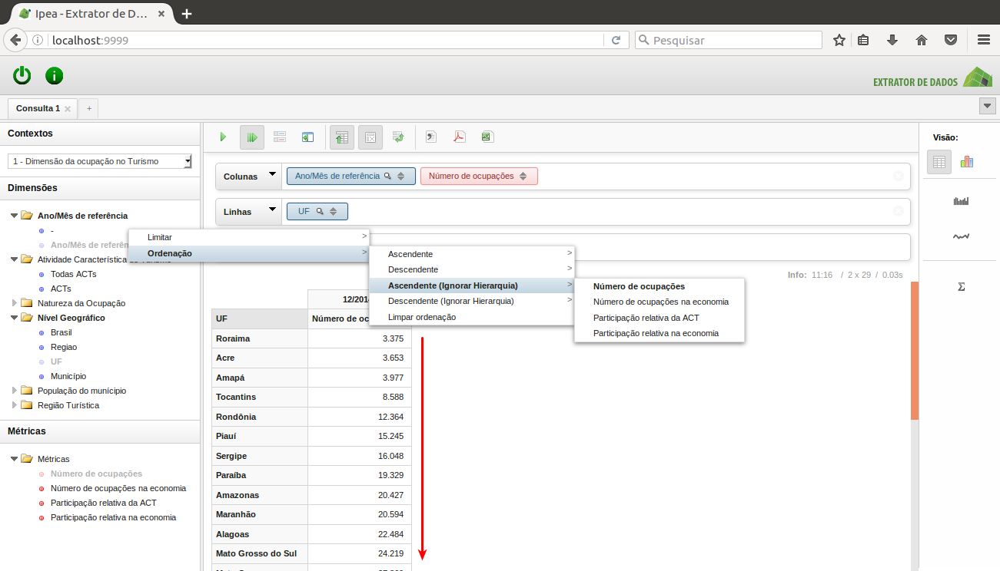 Ipea - Extrator de D...
localhost:9999
Pesquisar
EXTRATOR DE DADOS
Consulta 1
+
Contextos
1 - Dimensão da ocupação no Turismo
Dimensões
Ano/Mês de referência
-
Ano/Mês de referên
Atividade Característica
Todas ACTs
ACTs
Natureza da Ocupação
Nível Geográfico
Brasil
Regiao
UF
Município
População do munícipio
Região Turística
Métricas
Métricas
Número de ocupações
Número de ocupações na economia
Participação relativa da ACT
Participação relativa na economia
Colunas
Ano/Mês de referência
Número de ocupações
Linhas
UF
Limitar >
Ordenação >
Ascendente >
Descendente >
Ascendente (Ignorar Hierarquia) >
Descendente (Ignorar Hierarquia) >
Limpar ordenação
Número de ocupações
Número de ocupações na economia
Participação relativa da ACT
Participação relativa na economia
Info: 11:16 / 2 x 29 / 0.03s
12/201
UF Número de oc
Roraima 3.375
Acre 3.653
Amapá 3.977
Tocantins 8.588
Rondônia 12.364
Piauí 15.245
Sergipe 16.048
Paraíba 19.329
Amazonas 20.427
Maranhão 20.594
Alagoas 22.484
Mato Grosso do Sul 24.219
Visão:
Σ